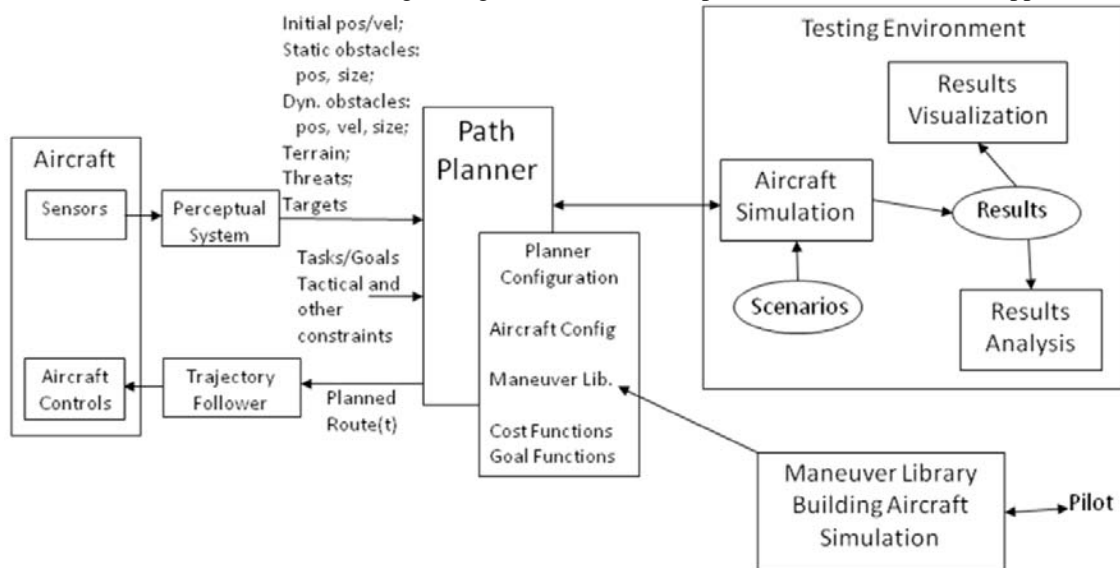 Initial pos/vel;
Static obstacles:
pos, size;
Dyn. obstacles:
pos, vel, size;
Terrain;
Threats;
Targets
Aircraft
Sensors
Perceptual
System
Path
Planner
Tasks/Goals
Tactical and
other
constraints
Aircraft
Controls
Trajectory
Follower
Planned
Route(t)
Planner
Configuration
Aircraft Config
Maneuver Lib.
Cost Functions
Goal Functions
Testing Environment
Results
Visualization
Aircraft
Simulation
Results
Scenarios
Results
Analysis
Maneuver Library
Building Aircraft
Simulation
Pilot